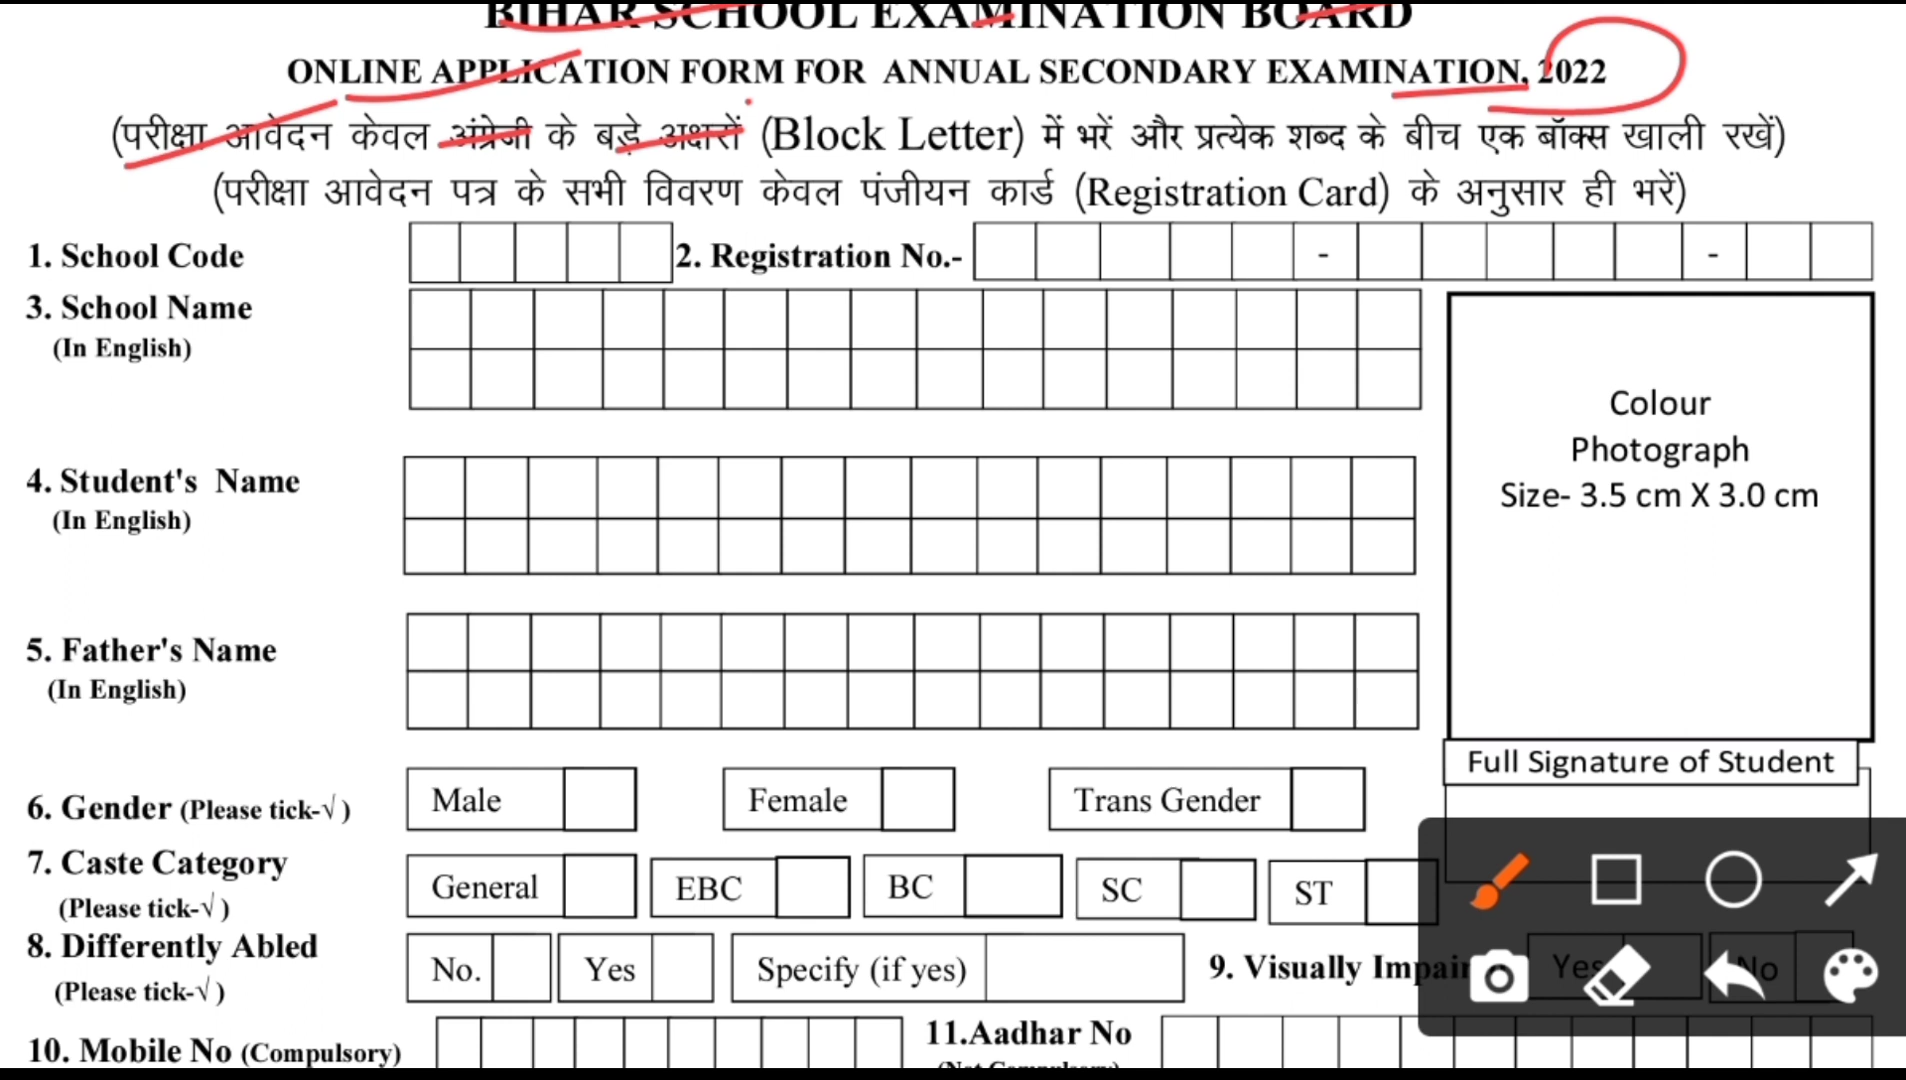 BIHAR SCHOOL EXAMINATION BOARD
ONLINE APPLICATION FORM FOR ANNUAL SECONDARY EXAMINATION, 2022
(परीक्षा आवेदन केवल अंग्रेजी के बड़े अक्षरों (Block Letter) में भरें और प्रत्येक शब्द के बीच एक बॉक्स खाली रखें)
(परीक्षा आवेदन पत्र के सभी विवरण केवल पंजीयन कार्ड (Registration Card) के अनुसार ही भरें)
1. School Code 2. Registration No.- - -
3. School Name
(In English)
Colour
Photograph
Size- 3.5 cm X 3.0 cm
4. Student's Name
(In English)
5. Father's Name
(In English)
Full Signature of Student
6. Gender (Please tick-√) Male Female Trans Gender
7. Caste Category
(Please tick-√) General EBC BC SC ST
8. Differently Abled
(Please tick-√) No. Yes Specify (if yes) 9. Visually Yes No
10. Mobile No (Compulsory) 11.Aadhar No